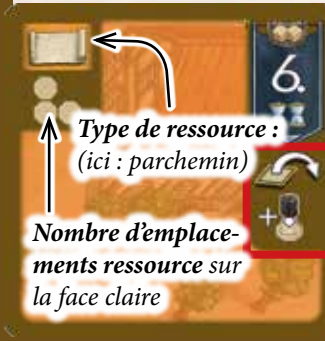 6.
Type de ressource :
(ici : parchemin)
+
Nombre d'emplace-
ments ressource sur
la face claire